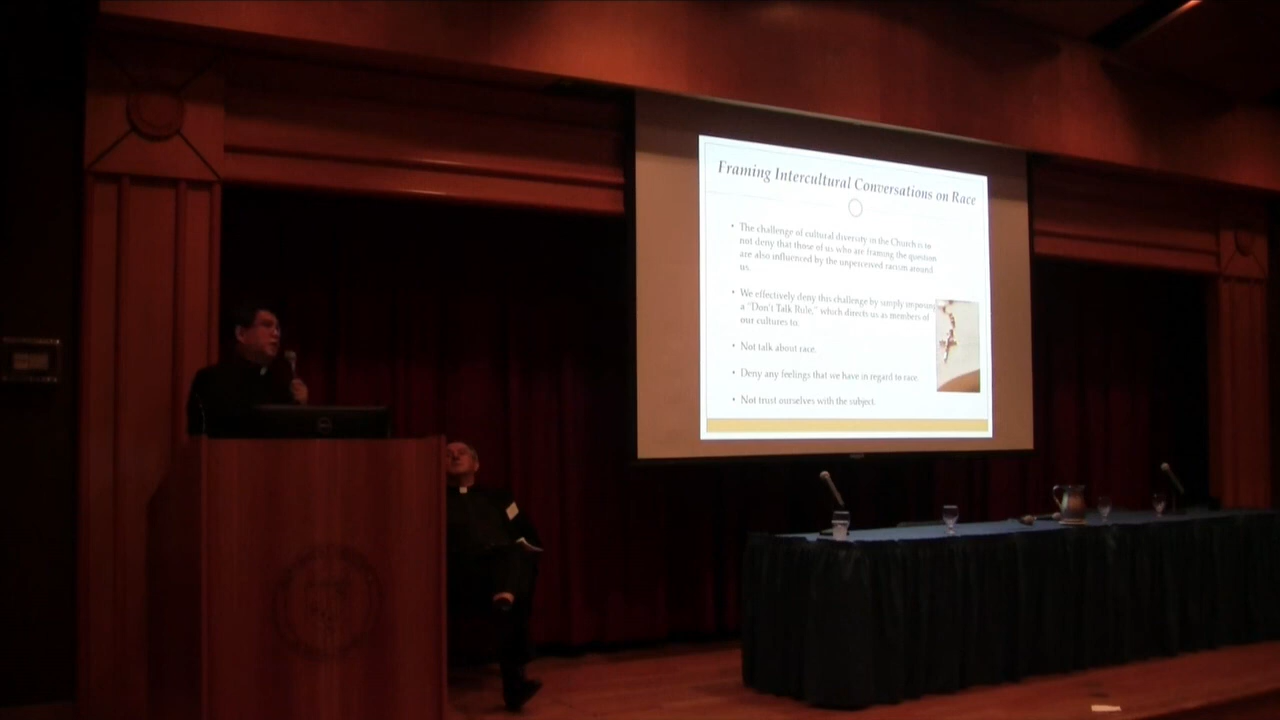 Framing Intercultural Conversations on Race
• The challenge of cultural diversity in the Church is to
not deny that those of us who are framing the question
are also influenced by the unperceived racism around
us.
• We effectively deny this challenge by simply imposing
a "Don't Talk Rule," which directs us as members of
our cultures to.
• Not talk about race.
• Deny any feelings that we have in regard to race
• Not trust ourselves with the subject.